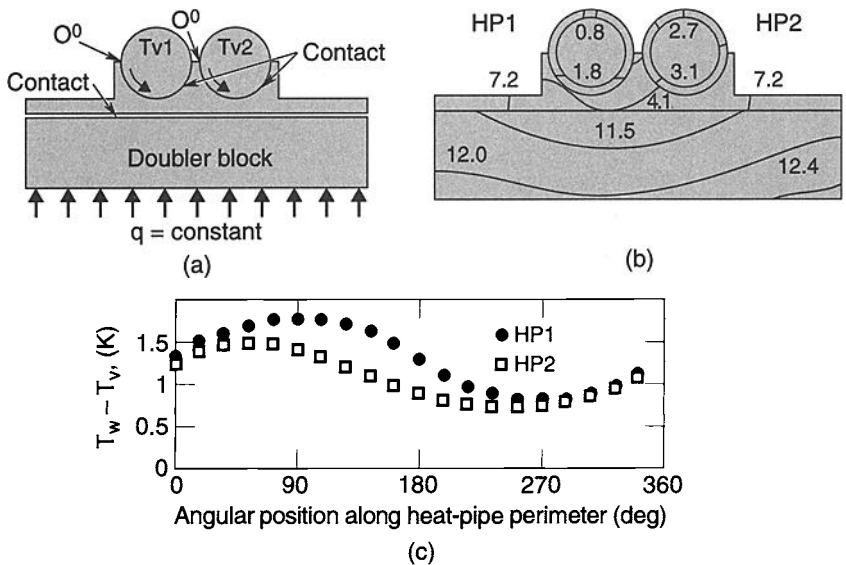 O⁰
O⁰
Tv1
Tv2
Contact
Contact
Doubler block
q = constant
(a)
HP1
HP2
0.8
2.7
1.8
3.1
7.2
7.2
4.1
11.5
12.0
12.4
(b)
T_w – T_v, (K)
1.5
1
0.5
0
HP1
HP2
0 90 180 270 360
Angular position along heat-pipe perimeter (deg)
(c)